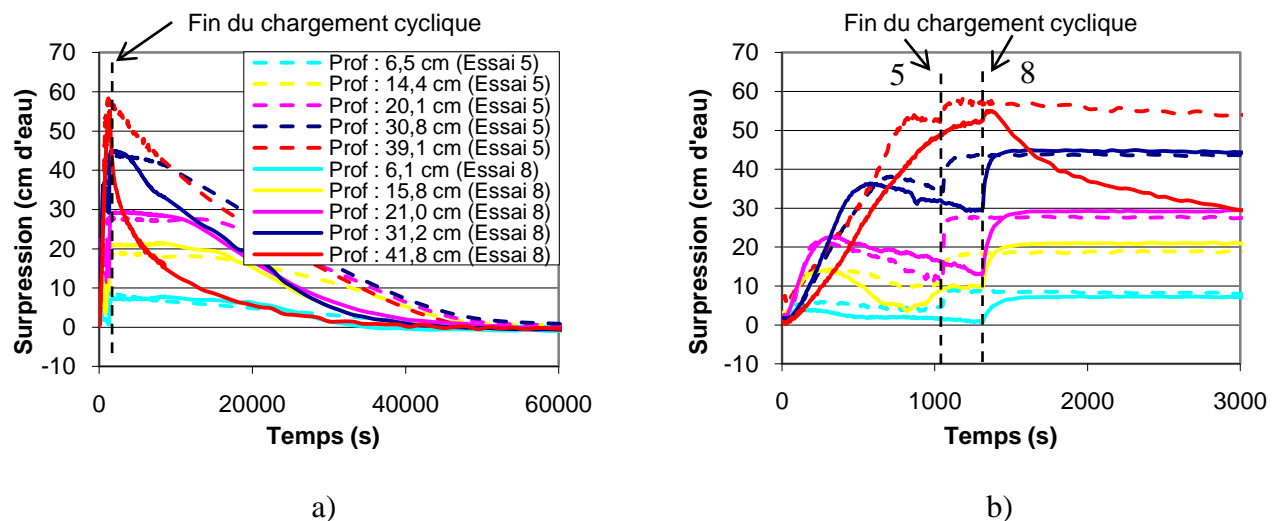 Fin du chargement cyclique
Surpression (cm d'eau)
70
60
50
40
30
20
10
0
-10
Prof : 6,5 cm (Essai 5)
Prof : 14,4 cm (Essai 5)
Prof : 20,1 cm (Essai 5)
Prof : 30,8 cm (Essai 5)
Prof : 39,1 cm (Essai 5)
Prof : 6,1 cm (Essai 8)
Prof : 15,8 cm (Essai 8)
Prof : 21,0 cm (Essai 8)
Prof : 31,2 cm (Essai 8)
Prof : 41,8 cm (Essai 8)
0 20000 40000 60000
Temps (s)
a)
Fin du chargement cyclique
5 8
Surpression (cm d'eau)
70
60
50
40
30
20
10
0
-10
0 1000 2000 3000
Temps (s)
b)